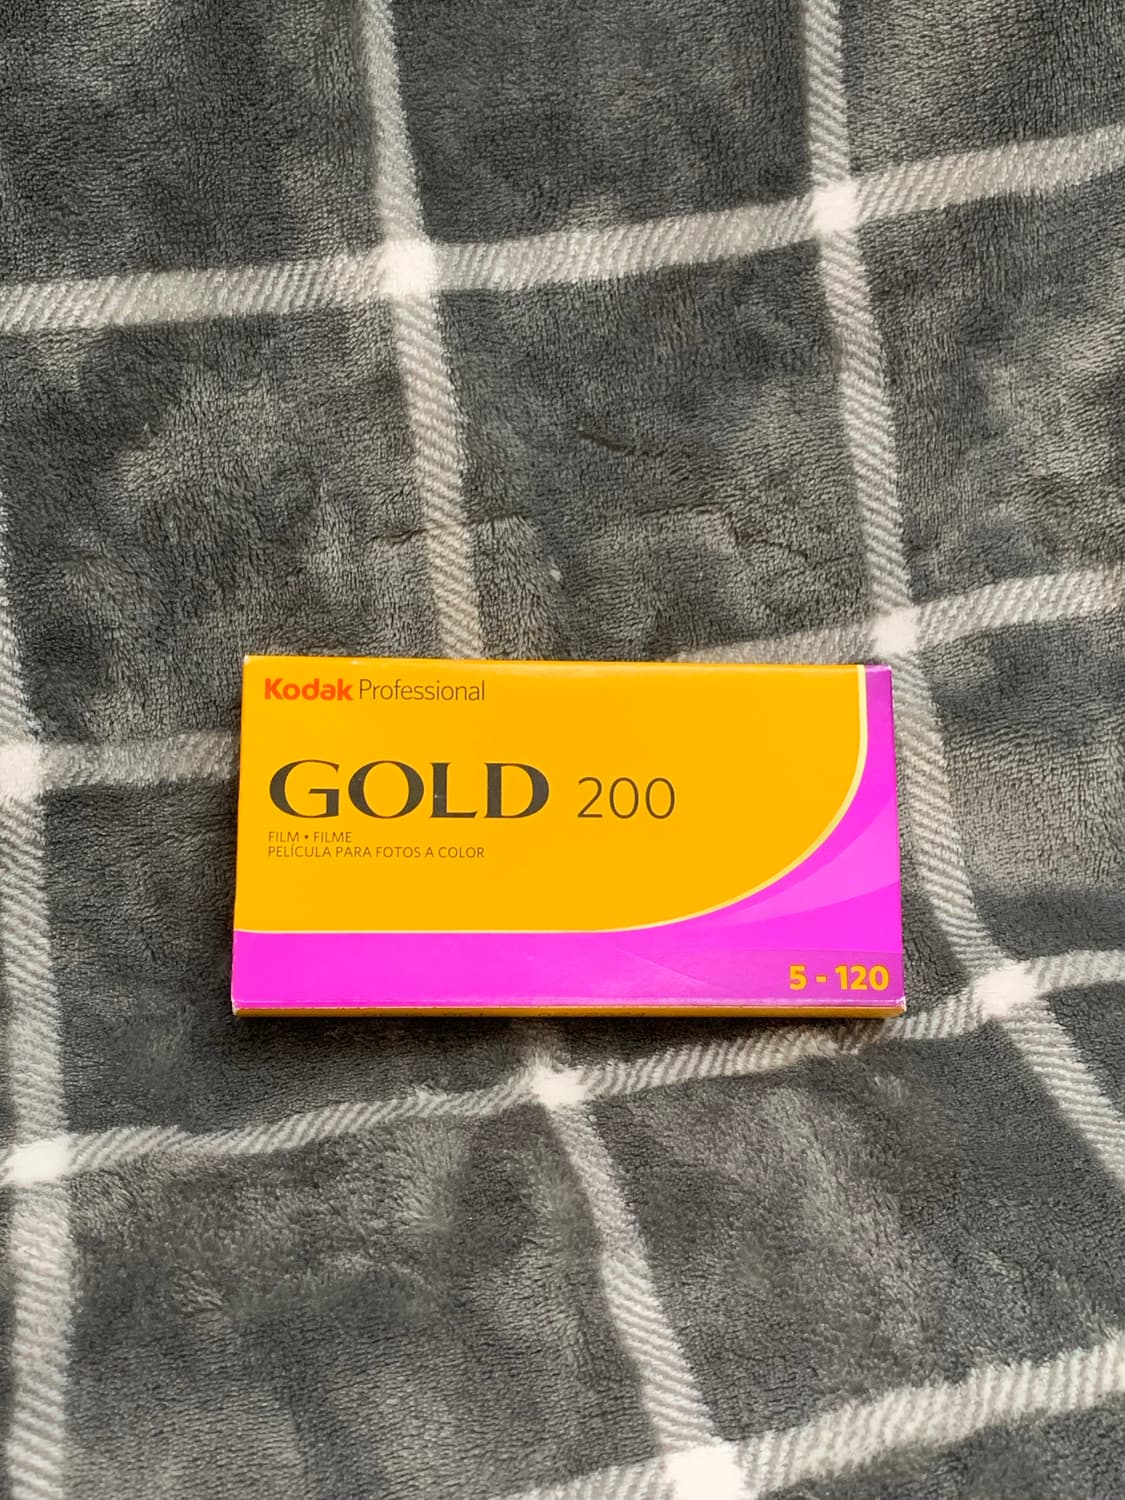 Kodak Professional
GOLD 200
FILM • FILME
PELÍCULA PARA FOTOS A COLOR
5 - 120